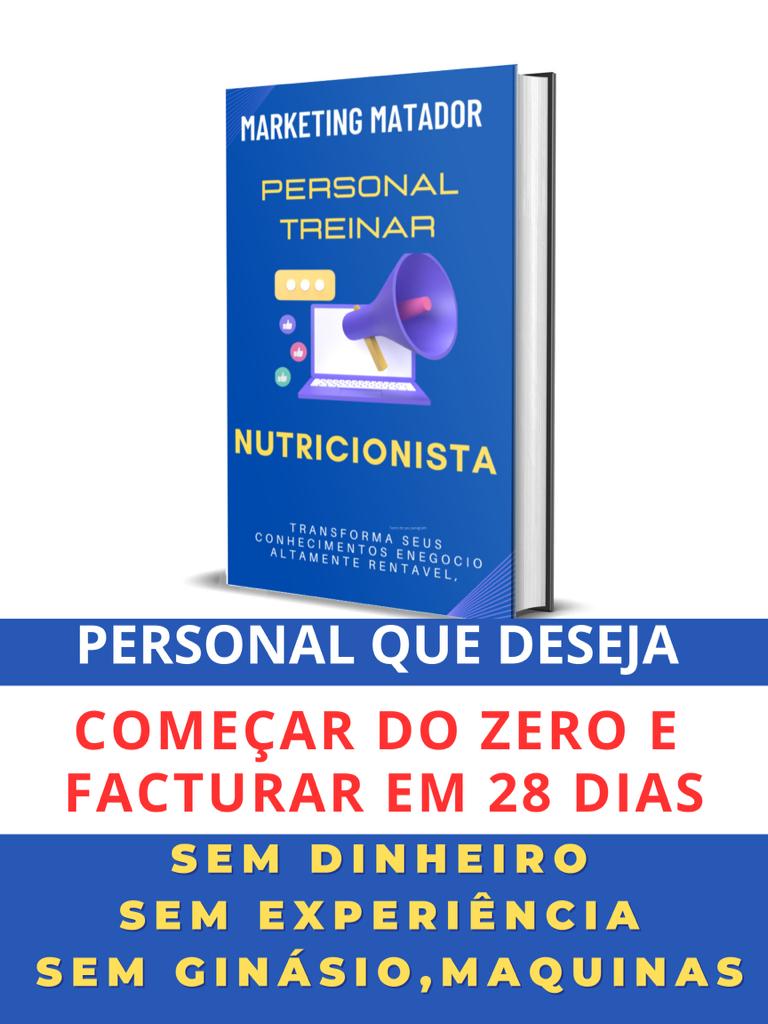 MARKETING MATADOR
PERSONAL
TREINAR
NUTRICIONISTA
TRANSFORMA SEUS
CONHECIMENTOS ENEGOCIO
ALTAMENTE RENTAVEL,
PERSONAL QUE DESEJA
COMEÇAR DO ZERO E
FACTURAR EM 28 DIAS
SEM DINHEIRO
SEM EXPERIÊNCIA
SEM GINÁSIO,MAQUINAS